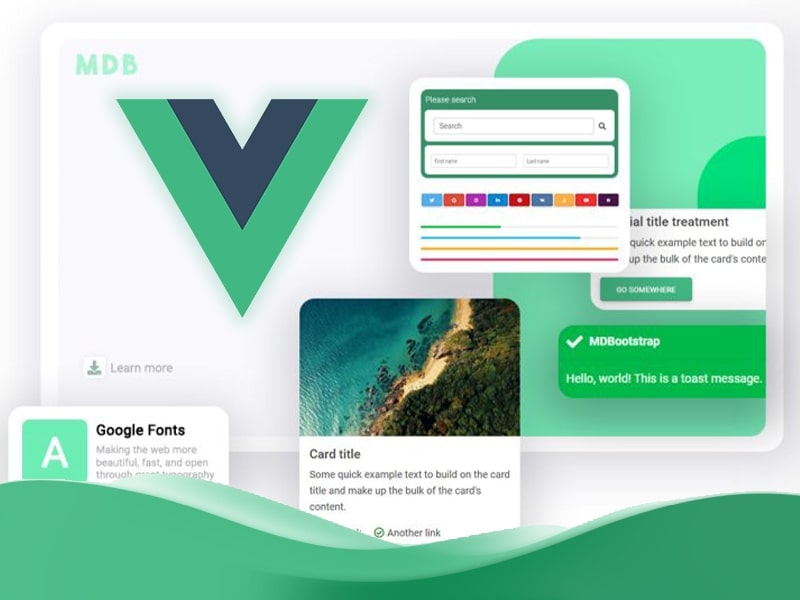 MDB
Please search
Search
First name
Last name
ial title treatment
quick example text to build on
up the bulk of the card's conte
GO SOMEWHERE
MDBootstrap
Hello, world! This is a toast message.
Learn more
A
Google Fonts
Making the web more
beautiful, fast, and open
through great typography
Card title
Some quick example text to build on the card
title and make up the bulk of the card's
content.
Another link